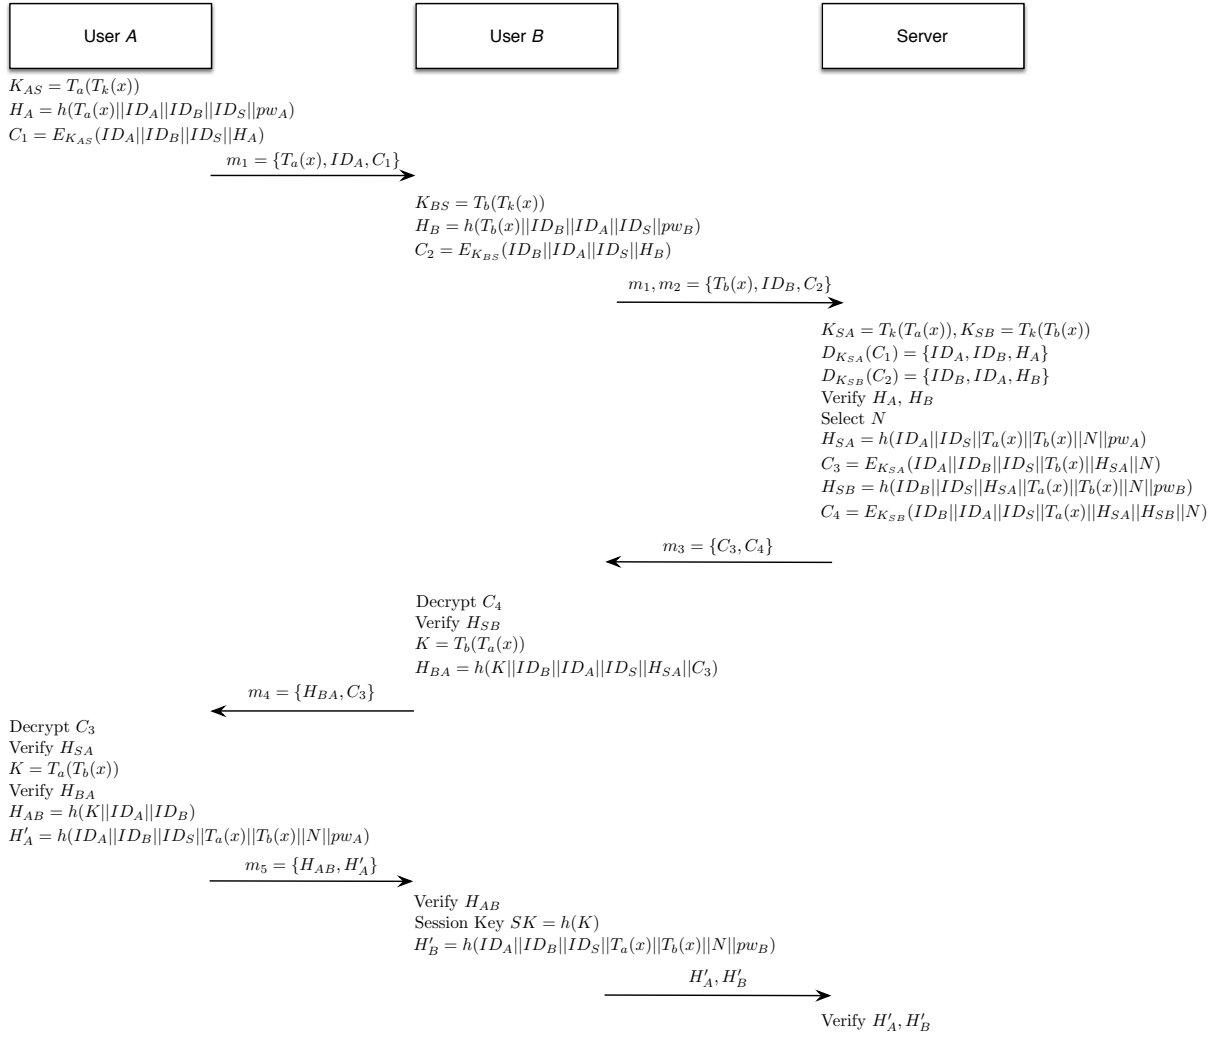 User A
User B
Server
K_{AS} = T_a(T_k(x))
H_A = h(T_a(x)||ID_A||ID_B||ID_S||pw_A)
C_1 = E_{K_{AS}}(ID_A||ID_B||ID_S||H_A)
m_1 = {T_a(x), ID_A, C_1}
K_{BS} = T_b(T_k(x))
H_B = h(T_b(x)||ID_B||ID_A||ID_S||pw_B)
C_2 = E_{K_{BS}}(ID_B||ID_A||ID_S||H_B)
m_1, m_2 = {T_b(x), ID_B, C_2}
K_{SA} = T_k(T_a(x)), K_{SB} = T_k(T_b(x))
D_{K_{SA}}(C_1) = {ID_A, ID_B, H_A}
D_{K_{SB}}(C_2) = {ID_B, ID_A, H_B}
Verify H_A, H_B
Select N
H_{SA} = h(ID_A||ID_S||T_a(x)||T_b(x)||N||pw_A)
C_3 = E_{K_{SA}}(ID_A||ID_B||ID_S||T_b(x)||H_{SA}||N)
H_{SB} = h(ID_B||ID_S||H_{SA}||T_a(x)||T_b(x)||N||pw_B)
C_4 = E_{K_{SB}}(ID_B||ID_A||ID_S||T_a(x)||H_{SA}||H_{SB}||N)
m_3 = {C_3, C_4}
Decrypt C_4
Verify H_{SB}
K = T_b(T_a(x))
H_{BA} = h(K||ID_B||ID_A||ID_S||H_{SA}||C_3)
m_4 = {H_{BA}, C_3}
Decrypt C_3
Verify H_{SA}
K = T_a(T_b(x))
Verify H_{BA}
H_{AB} = h(K||ID_A||ID_B)
H'_A = h(ID_A||ID_B||ID_S||T_a(x)||T_b(x)||N||pw_A)
m_5 = {H_{AB}, H'_A}
Verify H_{AB}
Session Key SK = h(K)
H'_B = h(ID_A||ID_B||ID_S||T_a(x)||T_b(x)||N||pw_B)
H'_A, H'_B
Verify H'_A, H'_B